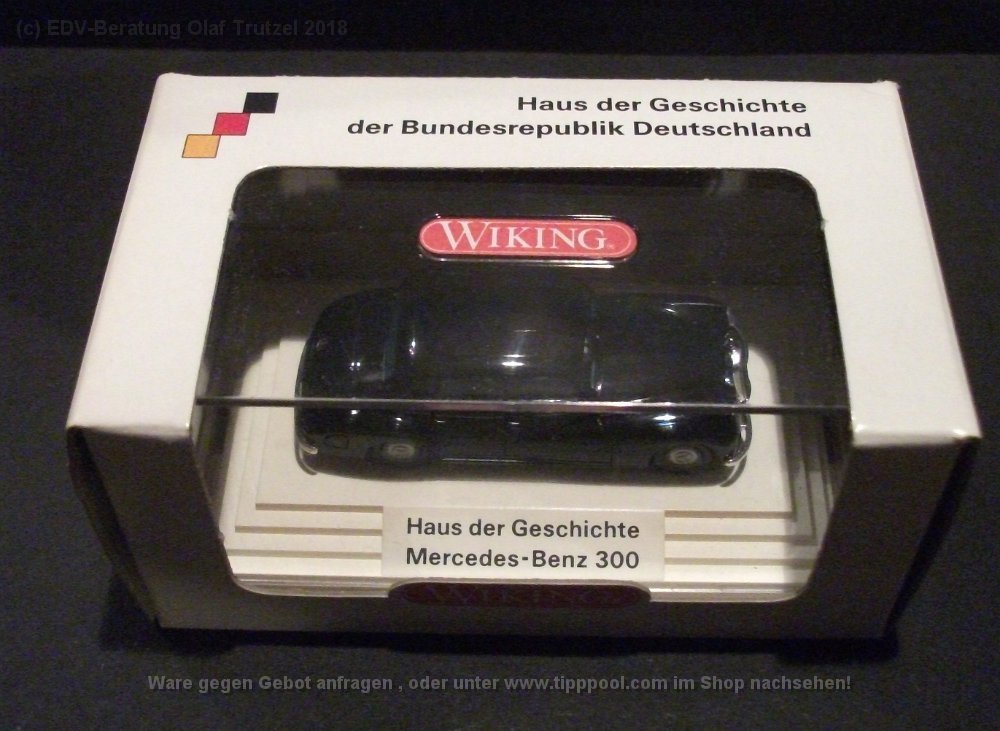 (c) EDV-Beratung Olaf Trutzel 2018
Haus der Geschichte
der Bundesrepublik Deutschland
WIKING
Haus der Geschichte
Mercedes-Benz 300
WIKING
Ware gegen Gebot anfragen , oder unter www.tipppool.com im Shop nachsehen!